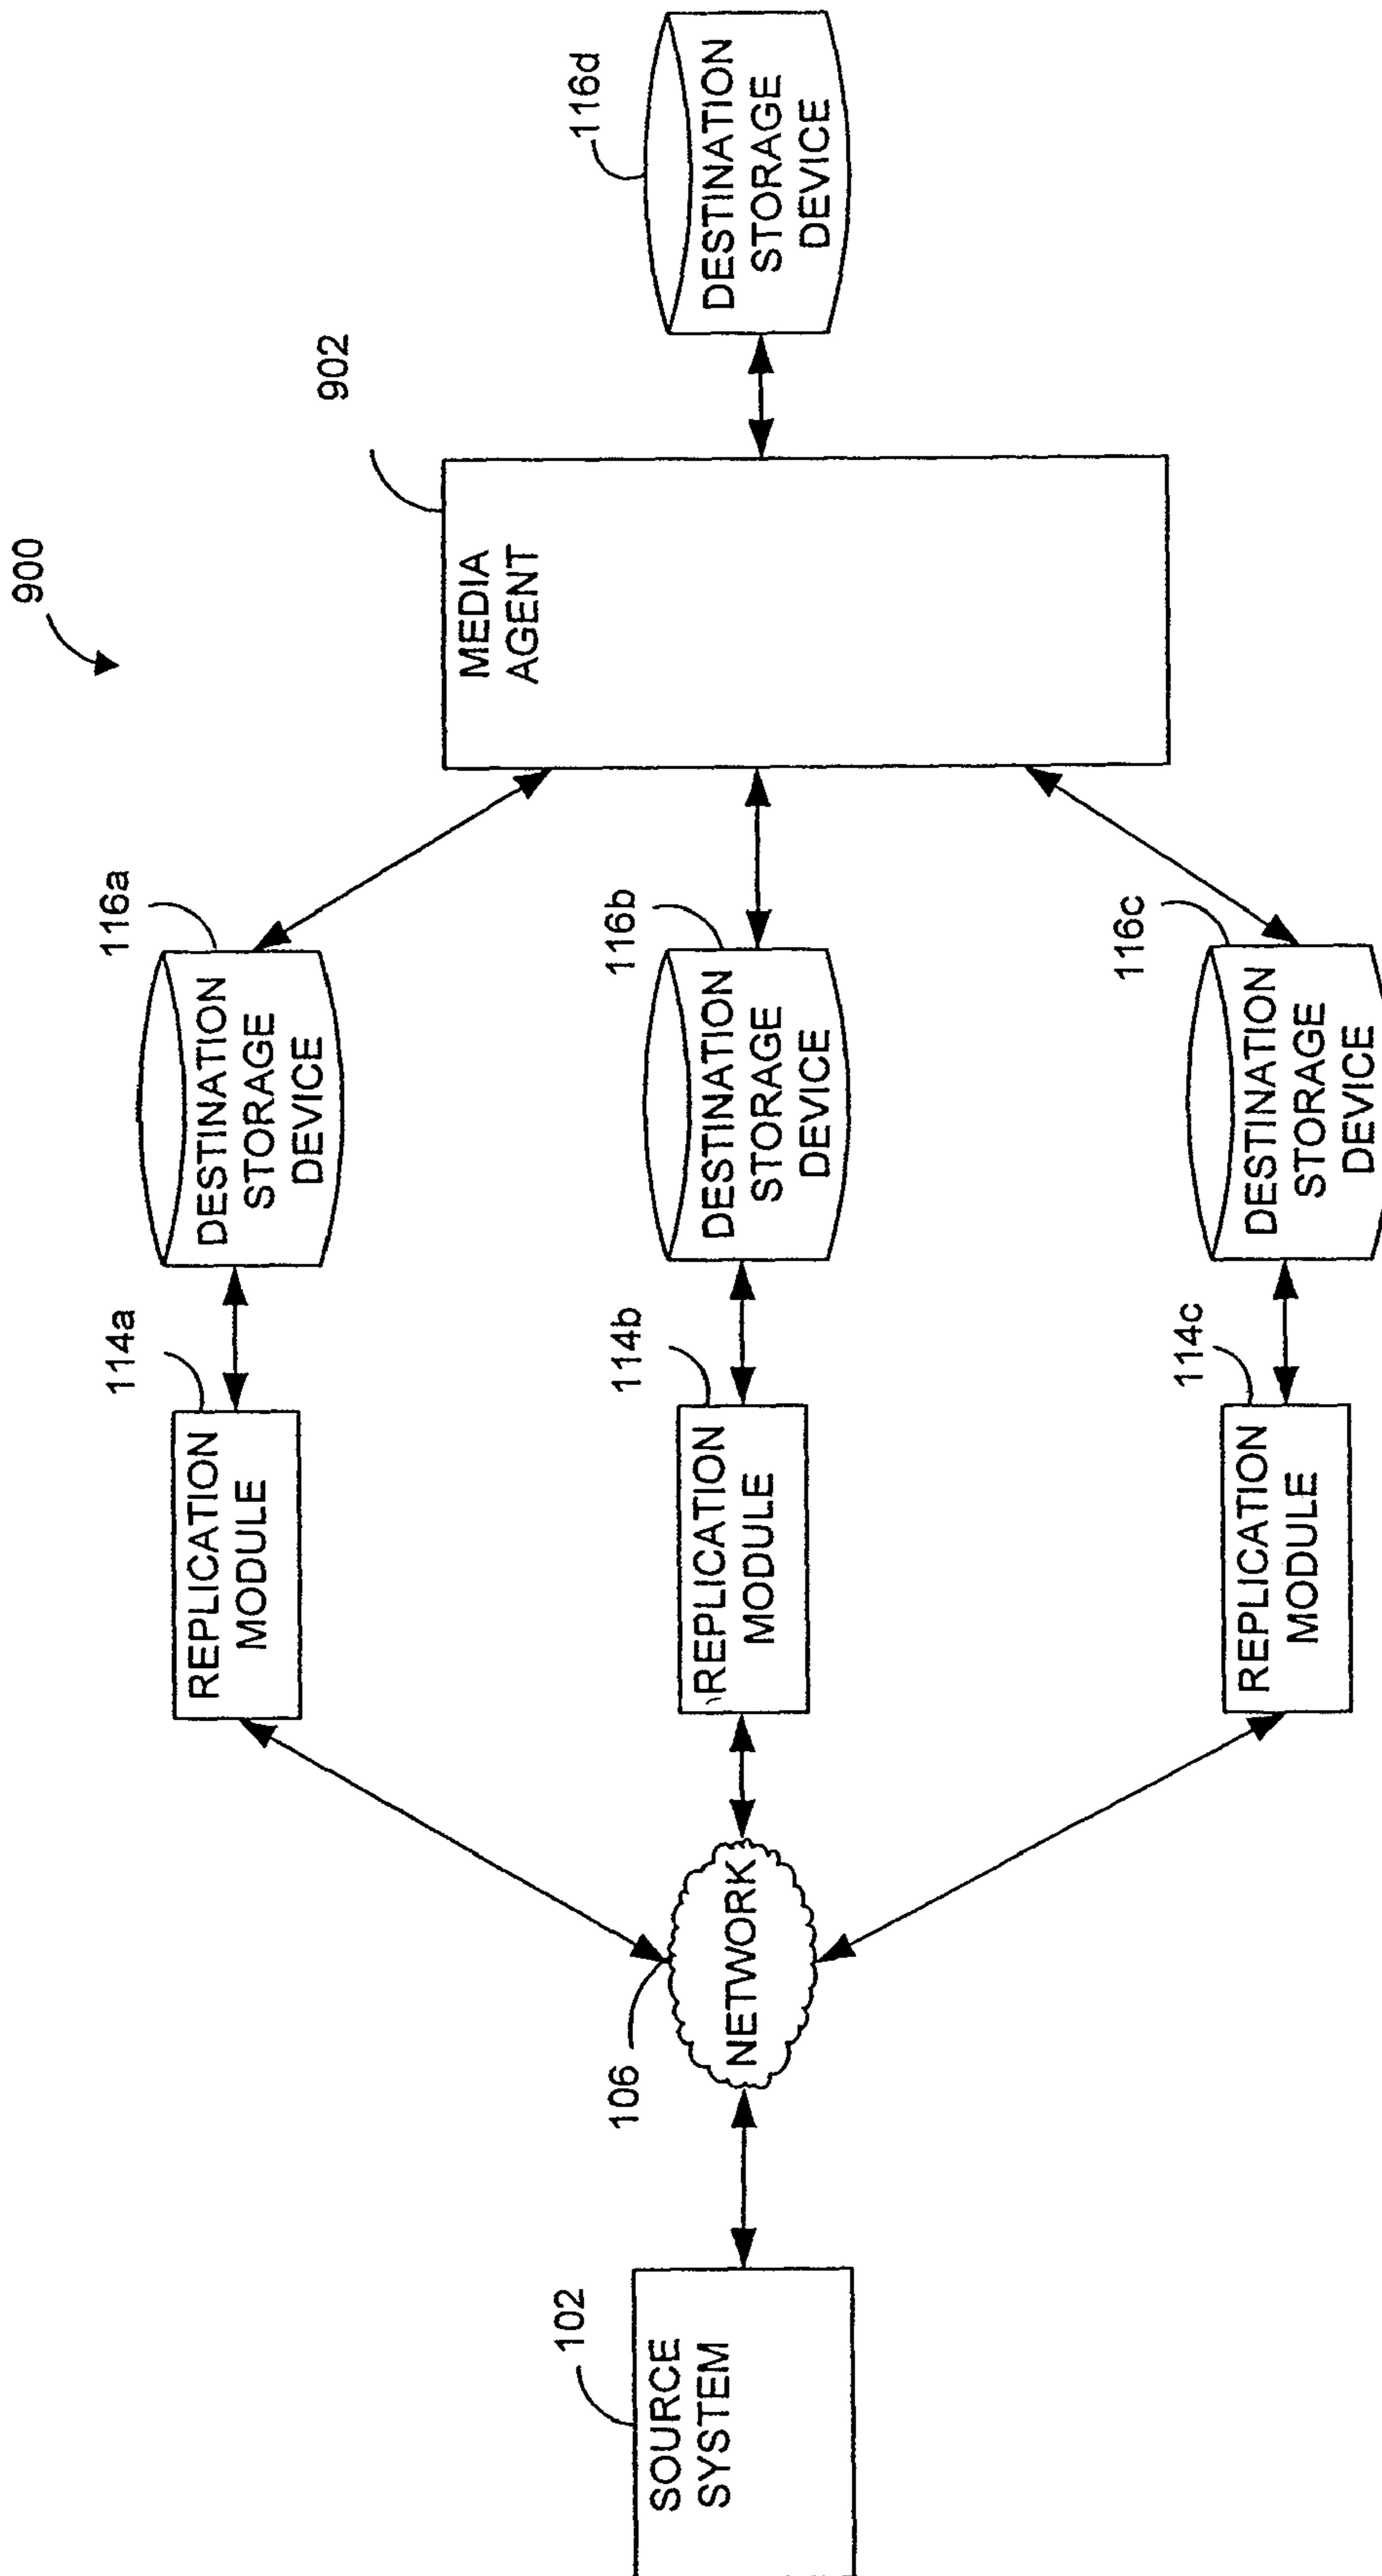 900
902
116a
116b
116c
116d
114a
114b
114c
106
102
SOURCE
SYSTEM
NETWORK
REPLICATION
MODULE
REPLICATION
MODULE
REPLICATION
MODULE
DESTINATION
STORAGE
DEVICE
DESTINATION
STORAGE
DEVICE
DESTINATION
STORAGE
DEVICE
MEDIA
AGENT
DESTINATION
STORAGE
DEVICE